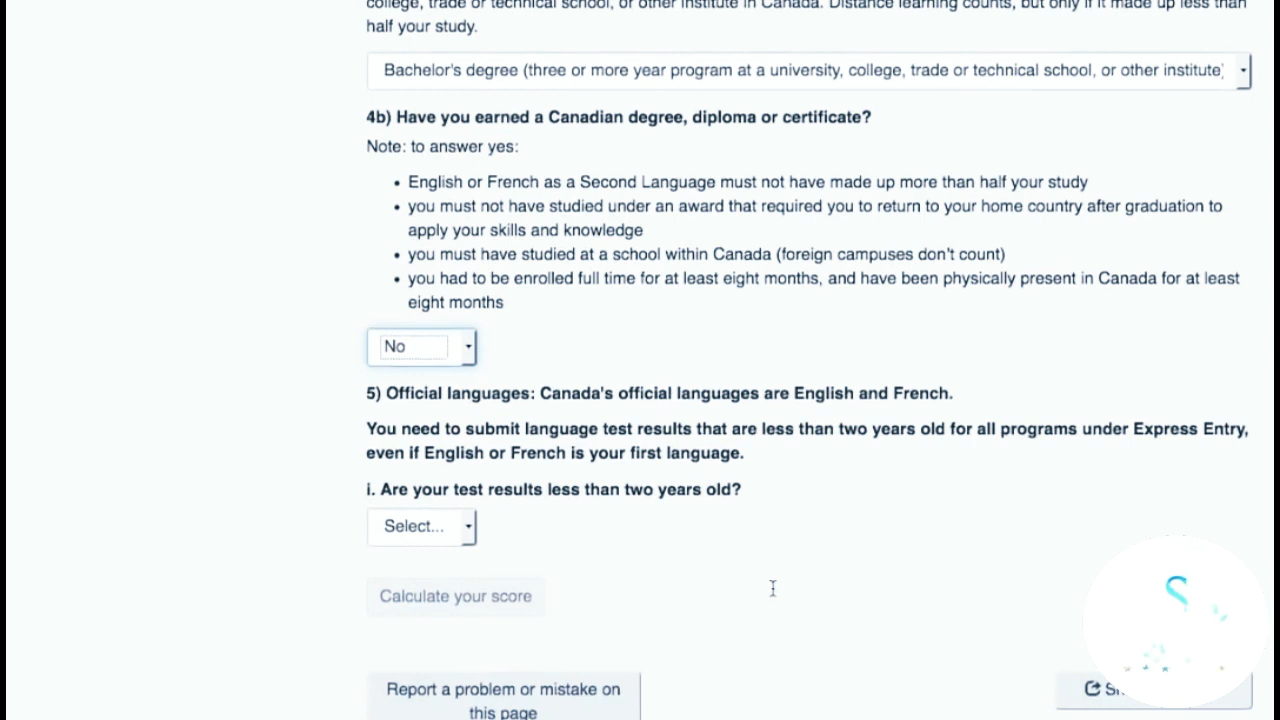 college, trade or technical school, or other institute in Canada. Distance learning counts, but only if it made up less than
half your study.
Bachelor's degree (three or more year program at a university, college, trade or technical school, or other institute)
4b) Have you earned a Canadian degree, diploma or certificate?
Note: to answer yes:
• English or French as a Second Language must not have made up more than half your study
• you must not have studied under an award that required you to return to your home country after graduation to
apply your skills and knowledge
• you must have studied at a school within Canada (foreign campuses don't count)
• you had to be enrolled full time for at least eight months, and have been physically present in Canada for at least
eight months
No
5) Official languages: Canada's official languages are English and French.
You need to submit language test results that are less than two years old for all programs under Express Entry,
even if English or French is your first language.
i. Are your test results less than two years old?
Select...
Calculate your score
Report a problem or mistake on
this page